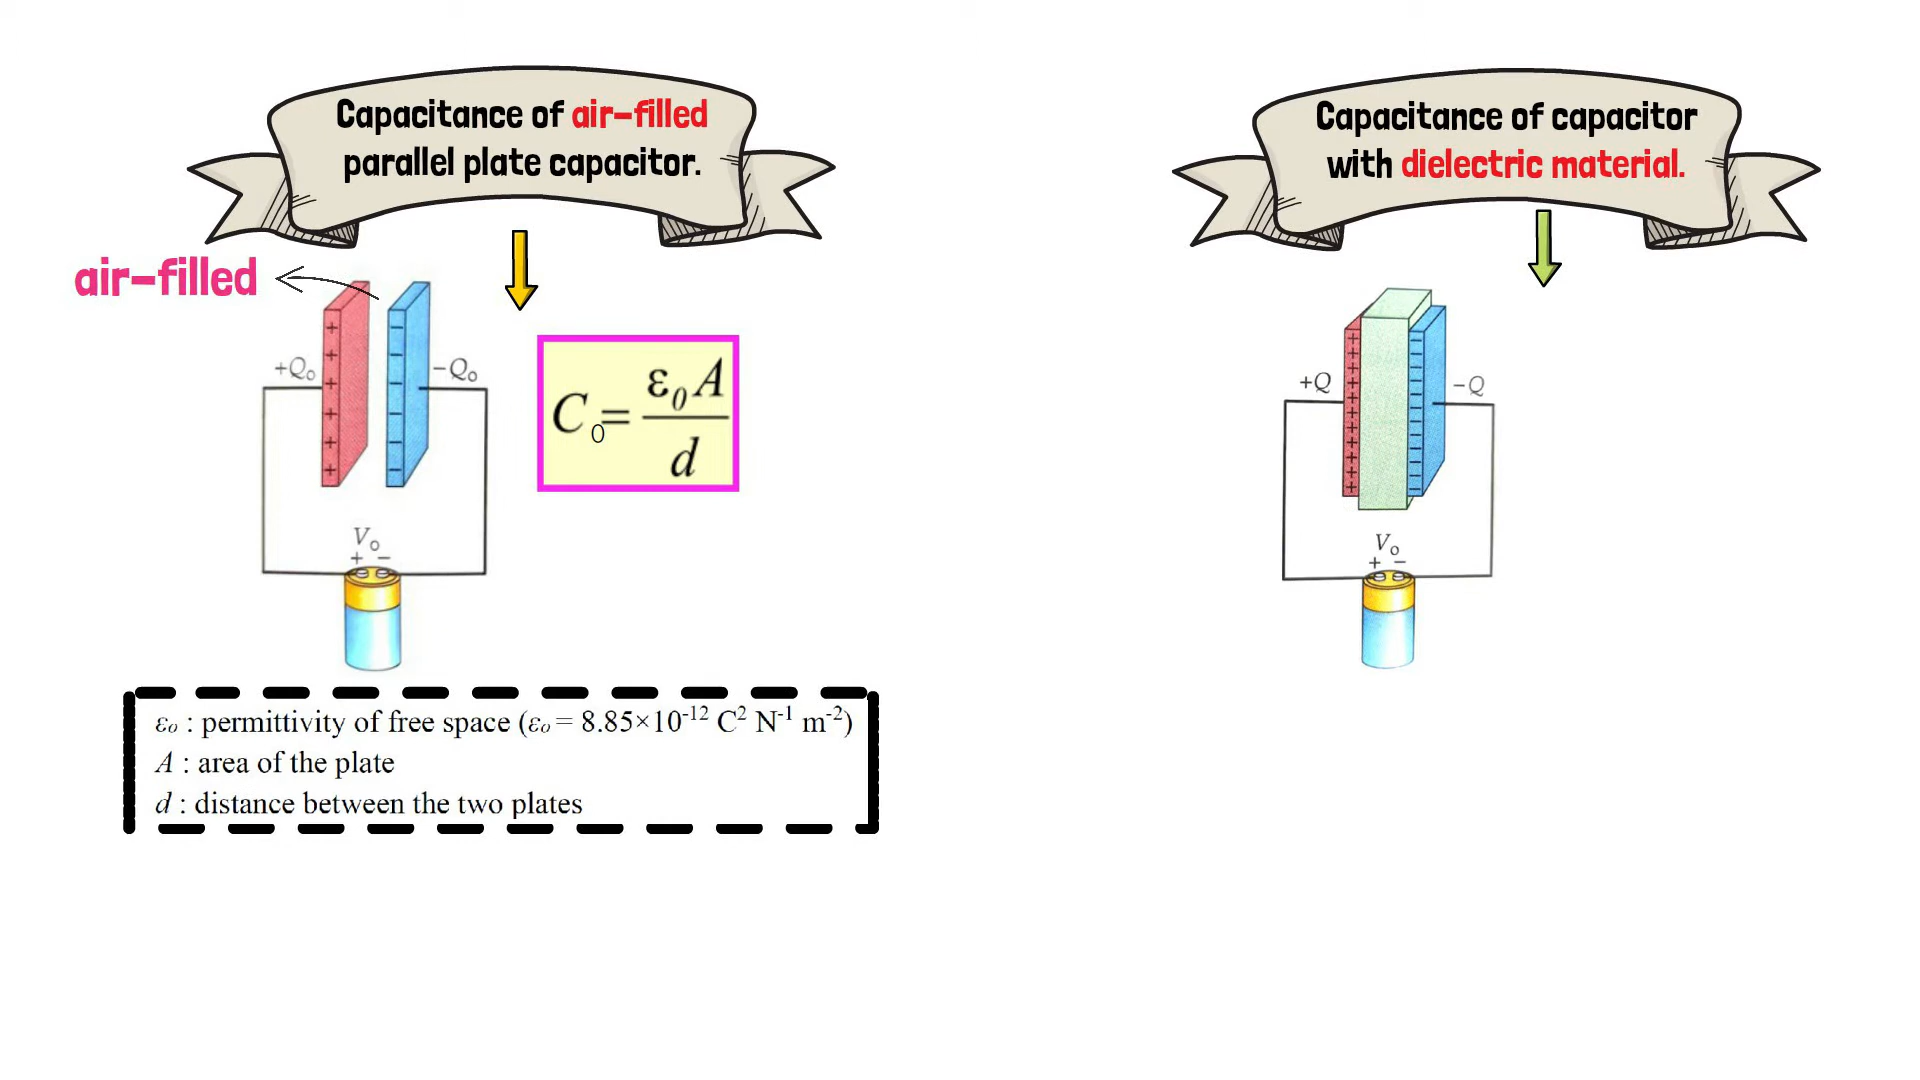 Capacitance of air-filled
parallel plate capacitor.
air-filled
+Q₀
−Q₀
C₀ = ε₀ A / d
V₀
+ −
ε₀ : permittivity of free space (ε₀ = 8.85×10⁻¹² C² N⁻¹ m⁻²)
A : area of the plate
d : distance between the two plates
Capacitance of capacitor
with dielectric material.
+Q
−Q
V₀
+ −